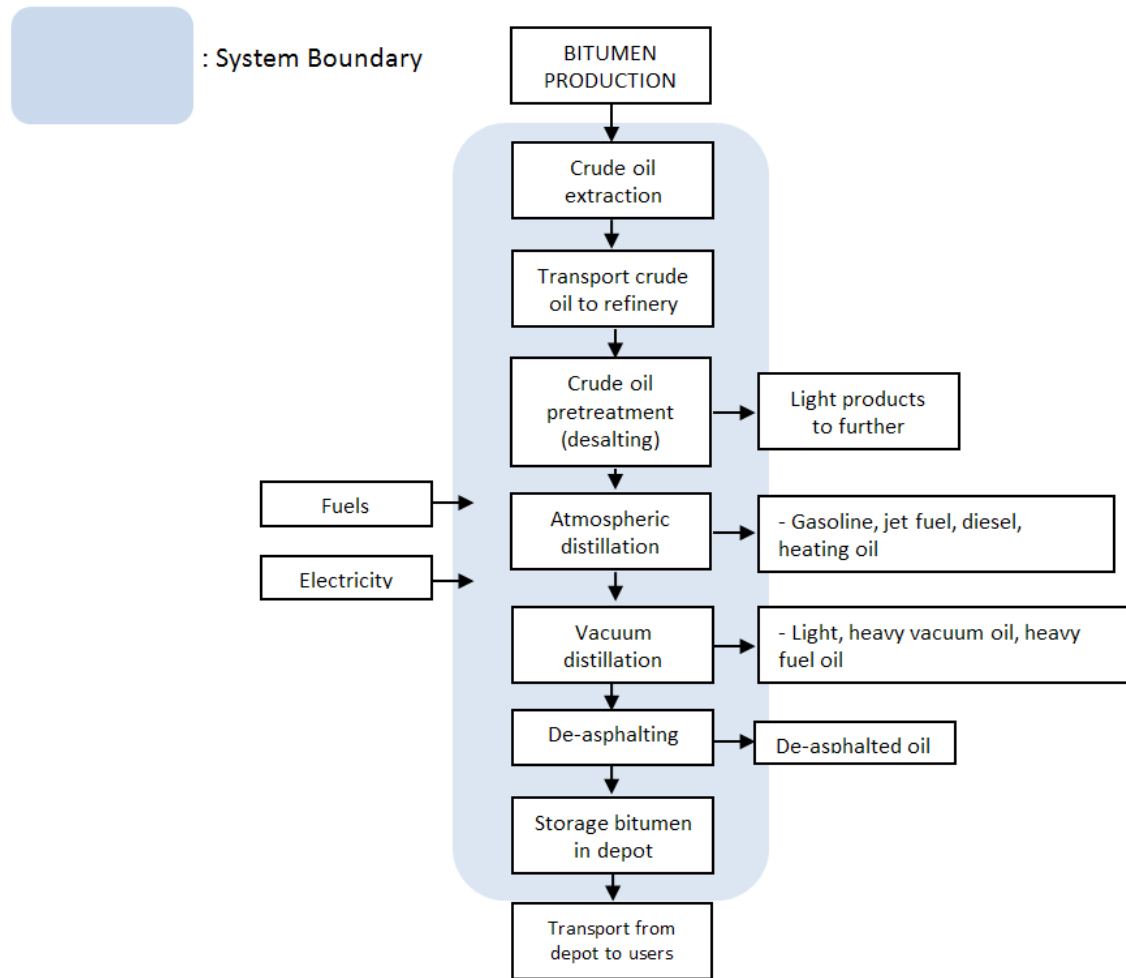 : System Boundary
BITUMEN
PRODUCTION
Crude oil
extraction
Transport crude
oil to refinery
Crude oil
pretreatment
(desalting)
Light products
to further
Fuels
Atmospheric
distillation
- Gasoline, jet fuel, diesel,
heating oil
Electricity
Vacuum
distillation
- Light, heavy vacuum oil, heavy
fuel oil
De-asphalting
De-asphalted oil
Storage bitumen
in depot
Transport from
depot to users